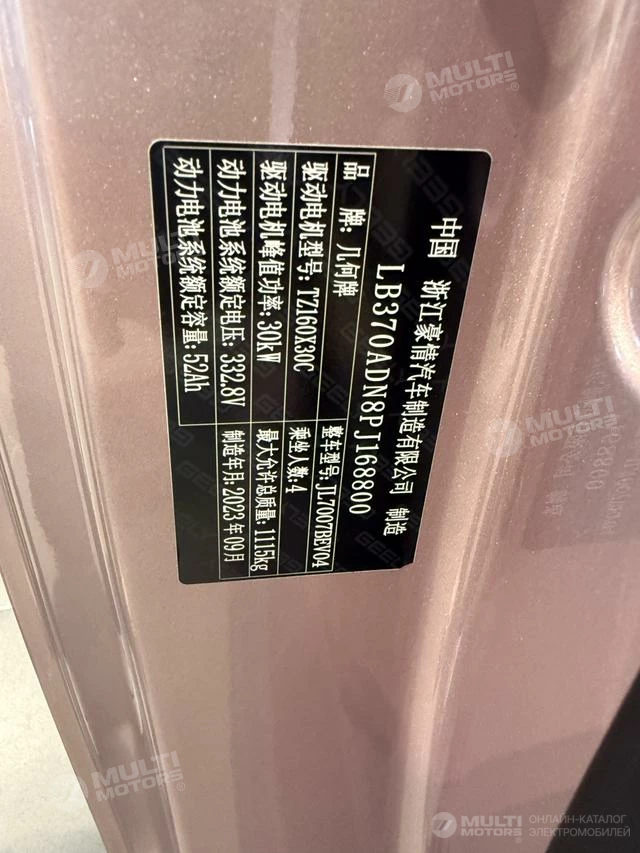 中国 浙江豪情汽车制造有限公司 制造
LB370ADN8PJ168800
品 牌: 几何牌 整车型号: JL7007BEV04
驱动电机型号: TZ160X30C 乘坐人数: 4
驱动电机峰值功率: 30kW 最大允许总质量: 1115kg
动力电池系统额定电压: 332.8V 制造年月: 2023年09月
动力电池系统额定容量: 52Ah
MULTI MOTORS®
MULTI MOTORS
MULTI MOTORS®
MULTI MOTORS
MULTI MOTORS® ОНЛАЙН-КАТАЛОГ
ЭЛЕКТРОМОБИЛЕЙ